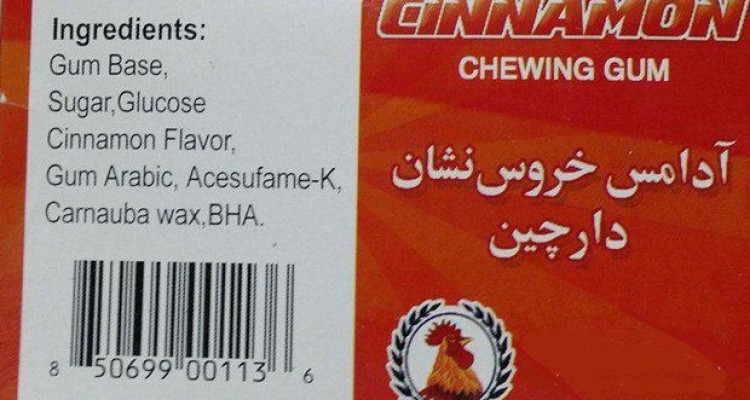 Ingredients:
Gum Base,
Sugar,Glucose
Cinnamon Flavor,
Gum Arabic, Acesufame-K,
Carnauba wax,BHA.
8 50699 00113 6
CINNAMON
CHEWING GUM
آدامس خروس نشان
دارچین